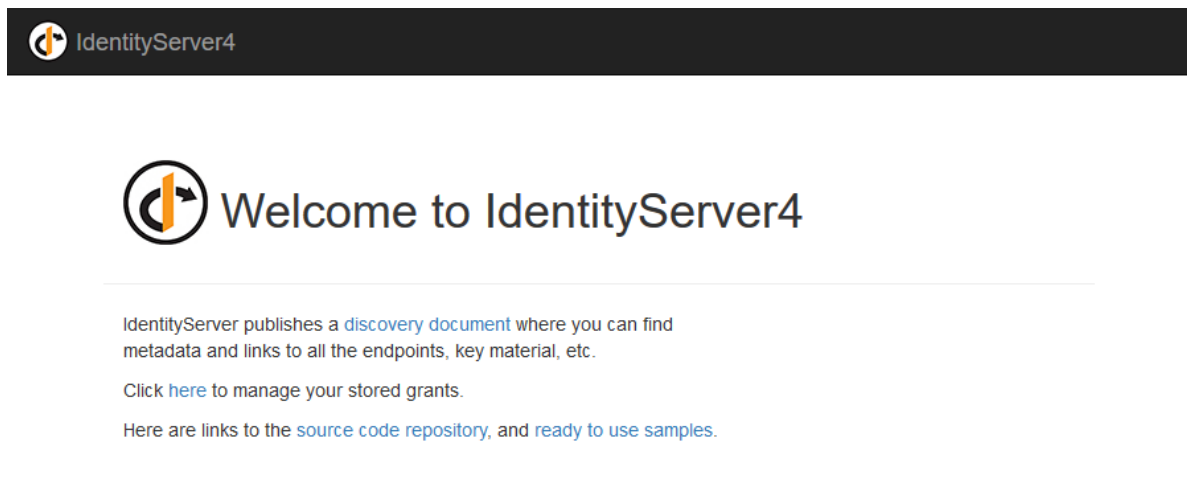 IdentityServer4
Welcome to IdentityServer4
IdentityServer publishes a discovery document where you can find
metadata and links to all the endpoints, key material, etc.
Click here to manage your stored grants.
Here are links to the source code repository, and ready to use samples.